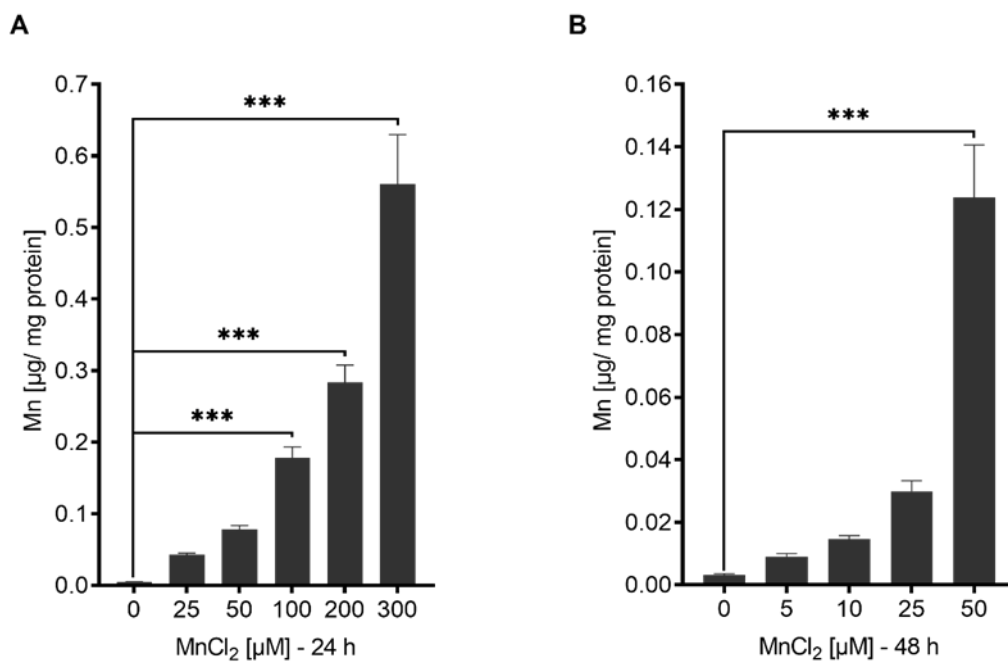 A
Mn [µg/ mg protein]
0.7
0.6
0.5
0.4
0.3
0.2
0.1
0.0
***
***
***
0 25 50 100 200 300
MnCl₂ [µM] - 24 h
B
Mn [µg/ mg protein]
0.16
0.14
0.12
0.10
0.08
0.06
0.04
0.02
0.00
***
0 5 10 25 50
MnCl₂ [µM] - 48 h